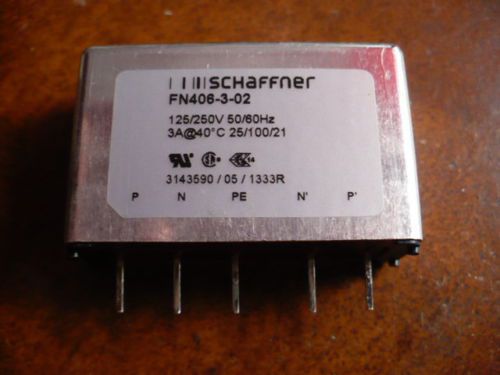 SCHaFFner
FN406-3-02
125/250V 50/60Hz
3A@40°C 25/100/21
3143590 / 05 / 1333R
P N PE N' P'